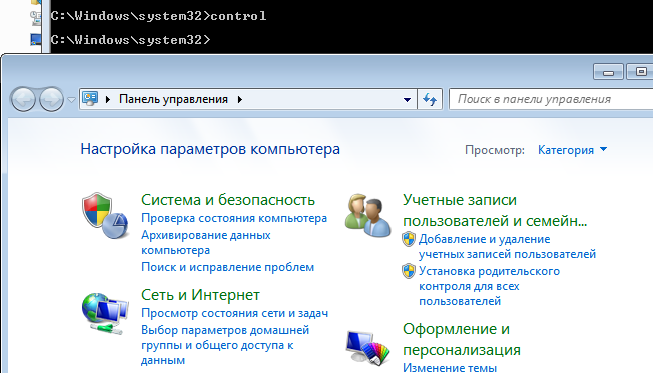 C:\Windows\system32>control
C:\Windows\system32>
Панель управления
Поиск в панели управления
Настройка параметров компьютера
Просмотр: Категория
Система и безопасность
Проверка состояния компьютера
Архивирование данных
компьютера
Поиск и исправление проблем
Сеть и Интернет
Просмотр состояния сети и задач
Выбор параметров домашней
группы и общего доступа к
данным
Учетные записи
пользователей и семейн...
Добавление и удаление
учетных записей пользователей
Установка родительского
контроля для всех
пользователей
Оформление и
персонализация
Изменение темы